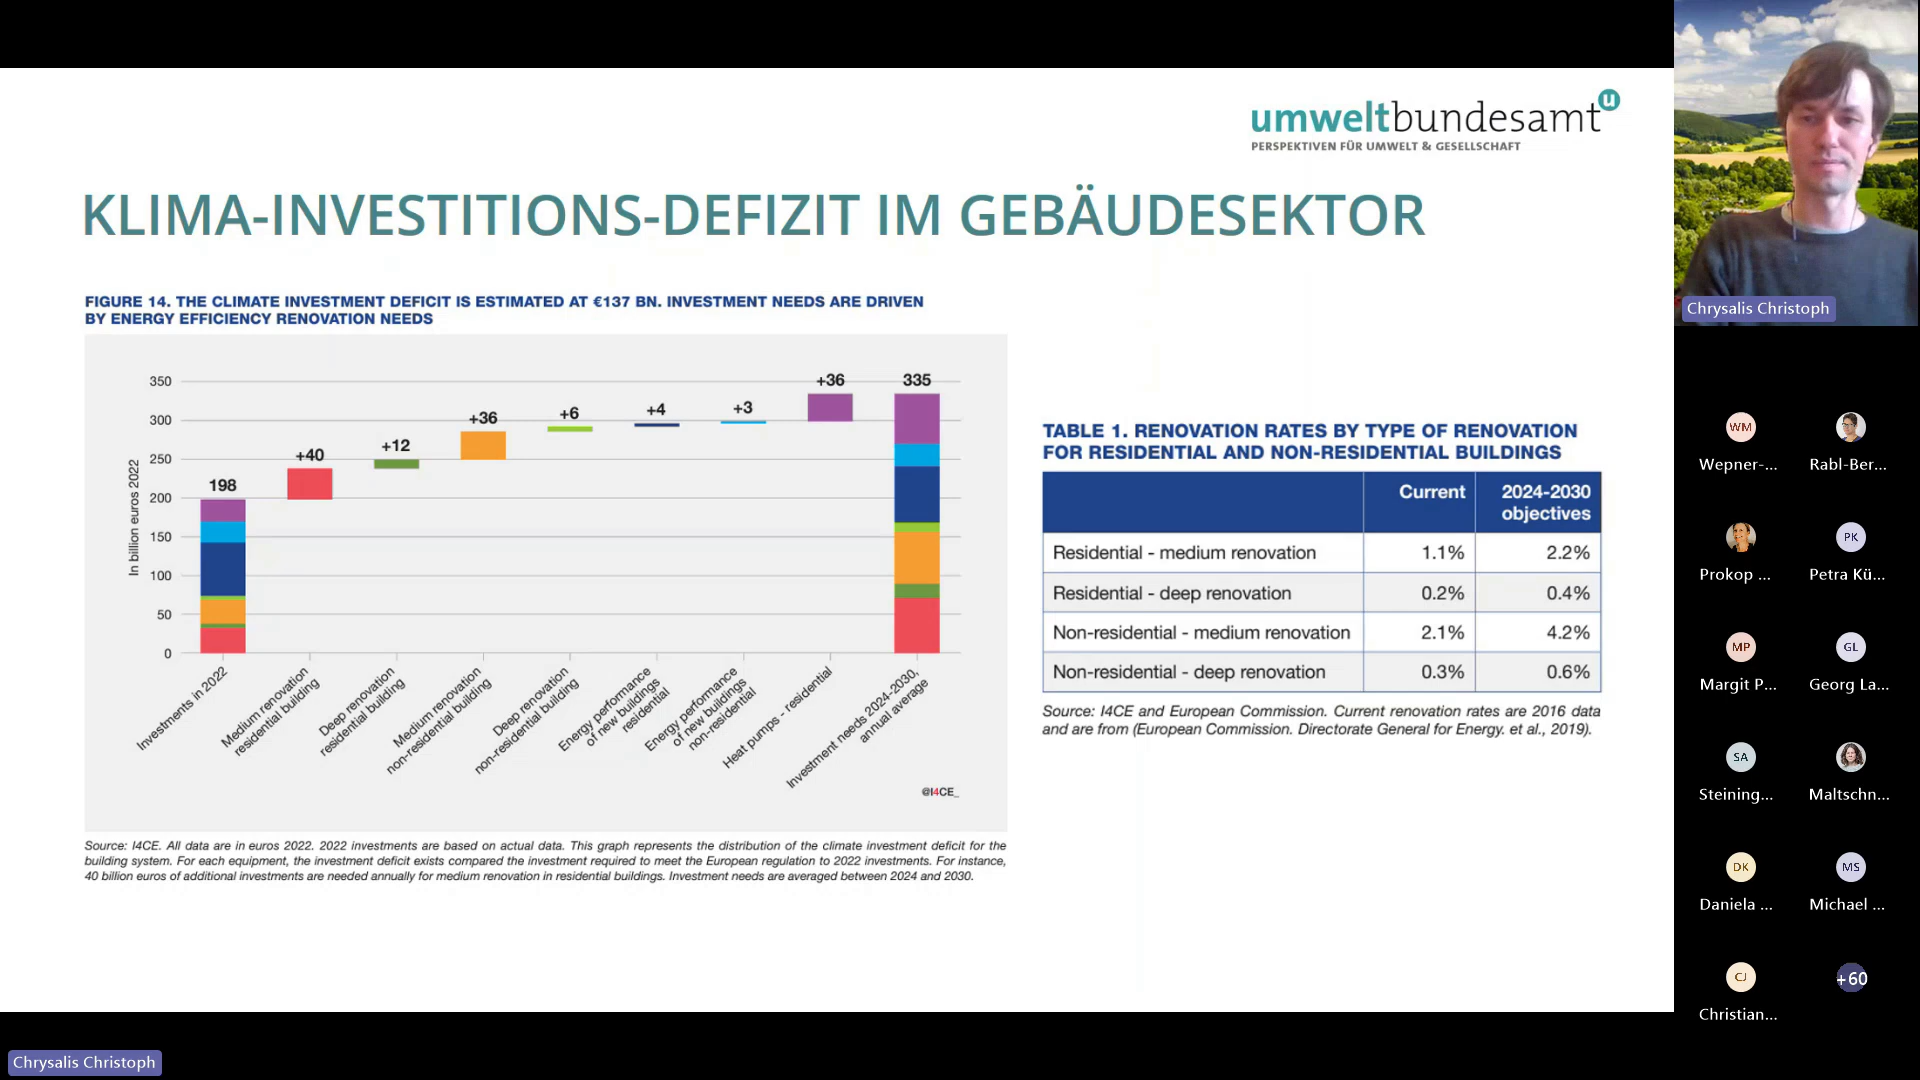 umweltbundesamt
u
PERSPEKTIVEN FÜR UMWELT & GESELLSCHAFT
KLIMA-INVESTITIONS-DEFIZIT IM GEBÄUDESEKTOR
FIGURE 14. THE CLIMATE INVESTMENT DEFICIT IS ESTIMATED AT €137 BN. INVESTMENT NEEDS ARE DRIVEN
BY ENERGY EFFICIENCY RENOVATION NEEDS
In billion euros 2022
350
300
250
200
150
100
50
0
198
+40
+12
+36
+6
+4
+3
+36
335
Investments in 2022
Medium renovation
residential building
Deep renovation
residential building
Medium renovation
non-residential building
Deep renovation
non-residential building
Energy performance
of new buildings
residential
Energy performance
of new buildings
non-residential
Heat pumps - residential
Investment needs 2024-2030,
annual average
@I4CE_
Source: I4CE. All data are in euros 2022. 2022 investments are based on actual data. This graph represents the distribution of the climate investment deficit for the
building system. For each equipment, the investment deficit exists compared the investment required to meet the European regulation to 2022 investments. For instance,
40 billion euros of additional investments are needed annually for medium renovation in residential buildings. Investment needs are averaged between 2024 and 2030.
TABLE 1. RENOVATION RATES BY TYPE OF RENOVATION
FOR RESIDENTIAL AND NON-RESIDENTIAL BUILDINGS
Current 2024-2030
objectives
Residential - medium renovation 1.1% 2.2%
Residential - deep renovation 0.2% 0.4%
Non-residential - medium renovation 2.1% 4.2%
Non-residential - deep renovation 0.3% 0.6%
Source: I4CE and European Commission. Current renovation rates are 2016 data
and are from (European Commission. Directorate General for Energy. et al., 2019).
Chrysalis Christoph
WM
Wepner-... Rabl-Ber...
PK
Prokop ... Petra Kü...
MP GL
Margit P... Georg La...
SA
Steining... Maltschn...
DK MS
Daniela ... Michael ...
CJ +60
Christian...
Chrysalis Christoph